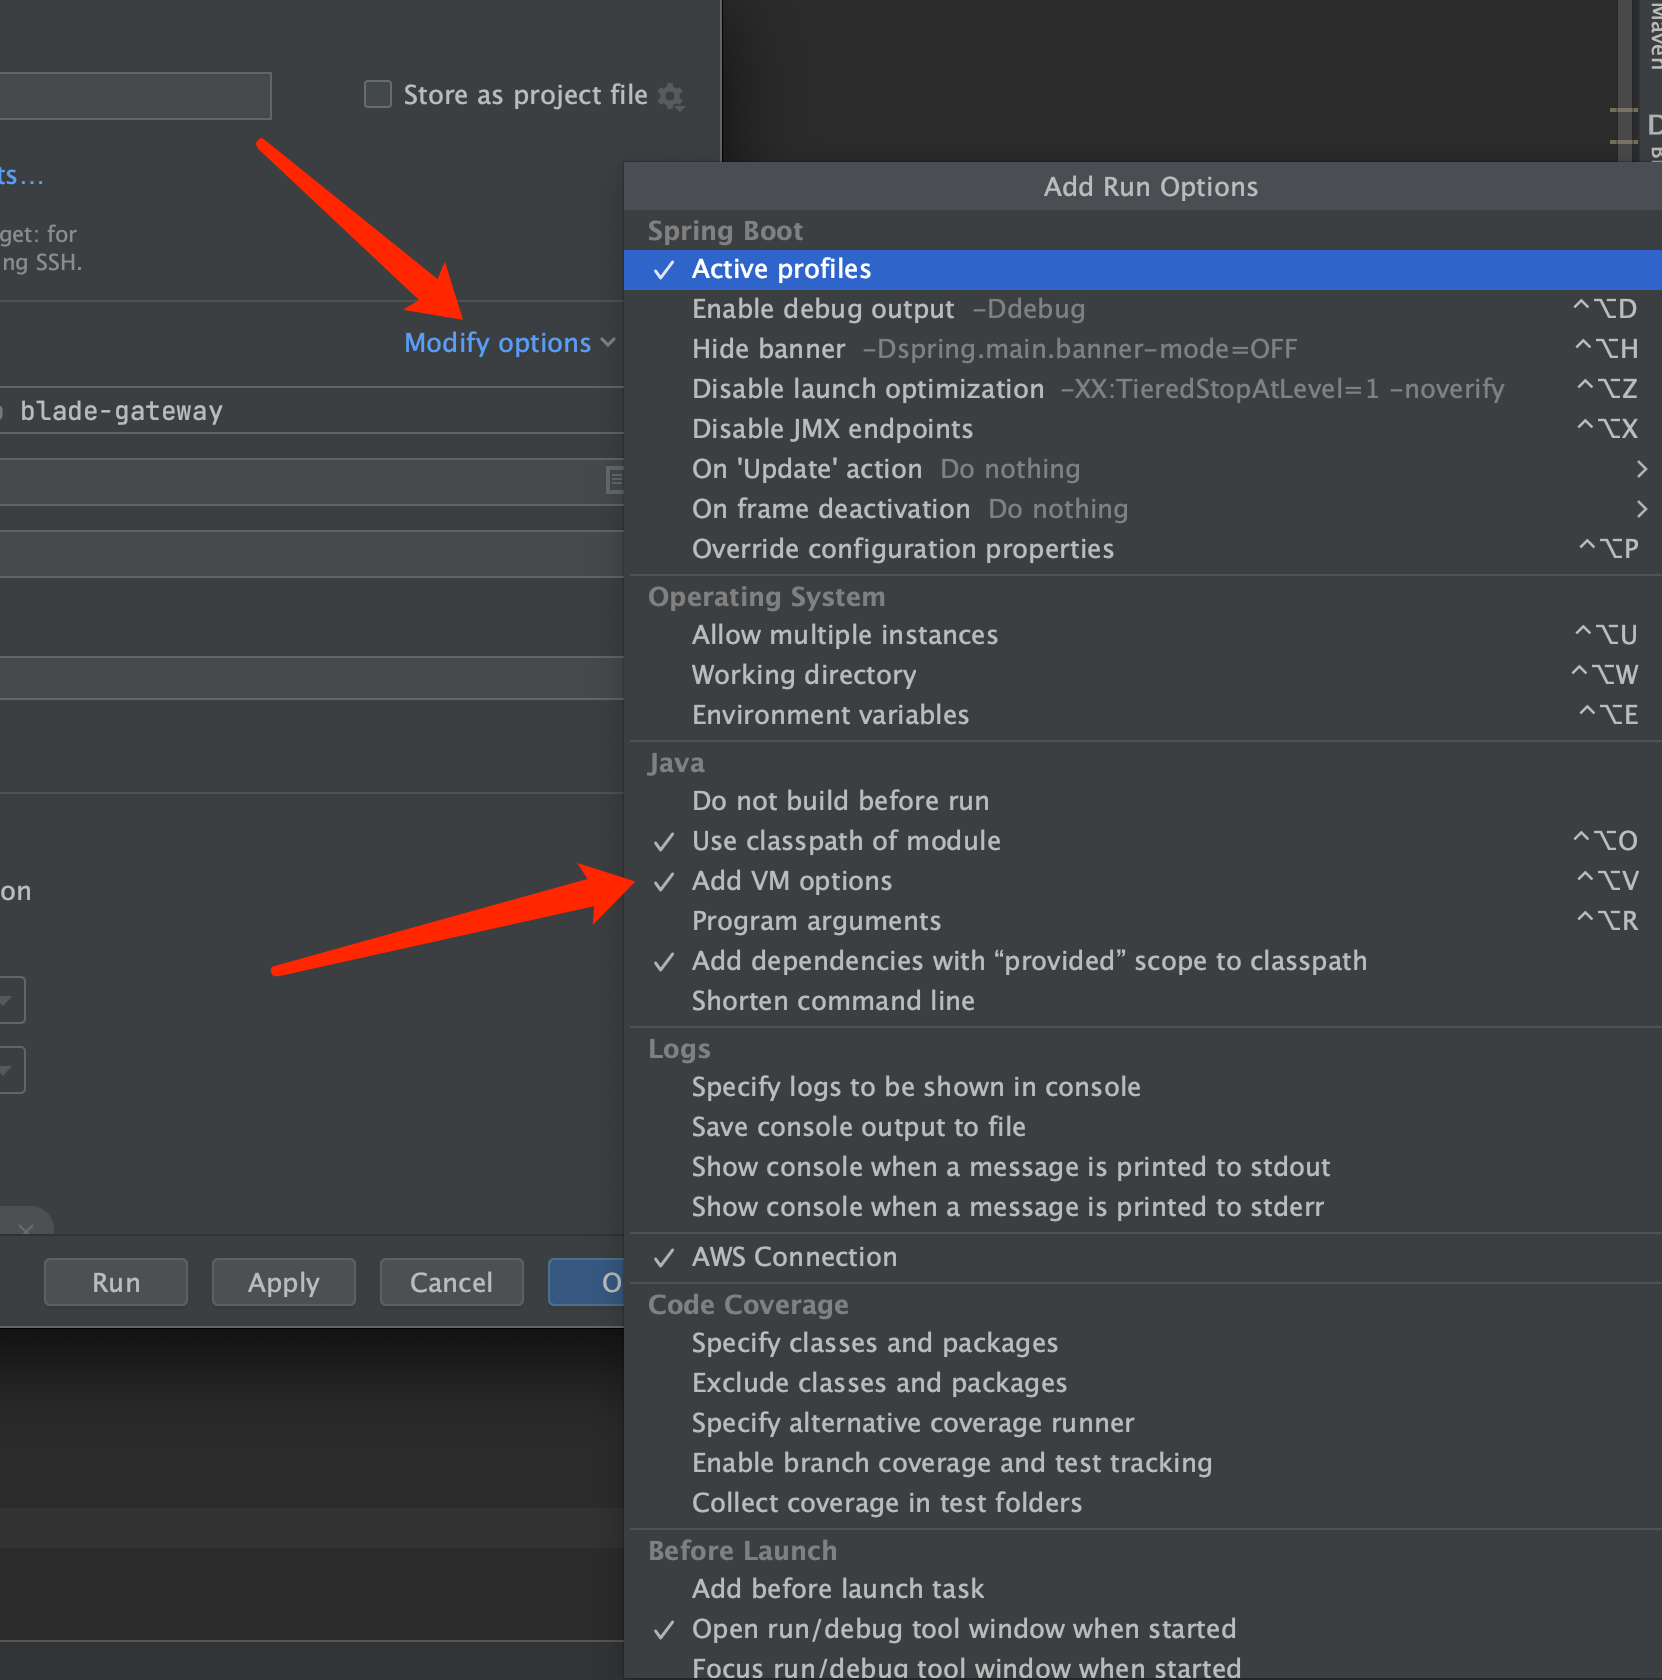 Maven
Store as project file
ts...
get: for
ng SSH.
Modify options
blade-gateway
on
Run
Apply
Cancel
Add Run Options
Spring Boot
✓ Active profiles
Enable debug output -Ddebug ⌃⌥D
Hide banner -Dspring.main.banner-mode=OFF ⌃⌥H
Disable launch optimization -XX:TieredStopAtLevel=1 -noverify ⌃⌥Z
Disable JMX endpoints ⌃⌥X
On 'Update' action Do nothing >
On frame deactivation Do nothing >
Override configuration properties ⌃⌥P
Operating System
Allow multiple instances ⌃⌥U
Working directory ⌃⌥W
Environment variables ⌃⌥E
Java
Do not build before run
✓ Use classpath of module ⌃⌥O
✓ Add VM options ⌃⌥V
Program arguments ⌃⌥R
✓ Add dependencies with “provided” scope to classpath
Shorten command line
Logs
Specify logs to be shown in console
Save console output to file
Show console when a message is printed to stdout
Show console when a message is printed to stderr
✓ AWS Connection
Code Coverage
Specify classes and packages
Exclude classes and packages
Specify alternative coverage runner
Enable branch coverage and test tracking
Collect coverage in test folders
Before Launch
Add before launch task
✓ Open run/debug tool window when started
Focus run/debug tool window when started